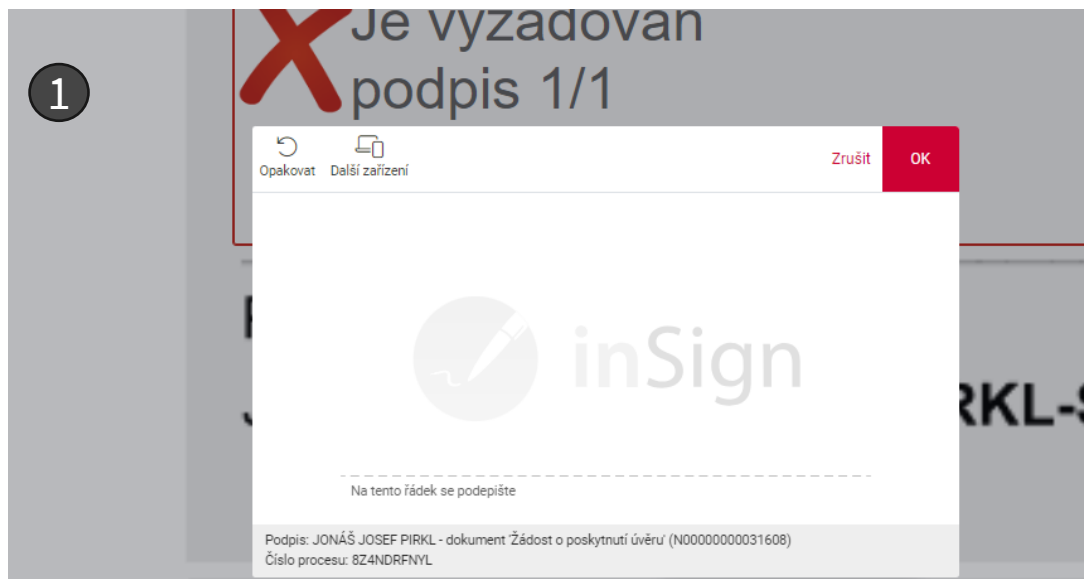 Je vyžadován
podpis 1/1
1
Opakovat Další zařízení Zrušit OK
inSign
RKL-S
Na tento řádek se podepište
Podpis: JONÁŠ JOSEF PIRKL - dokument 'Žádost o poskytnutí úvěru' (N00000000031608)
Číslo procesu: 8Z4NDRFNYL